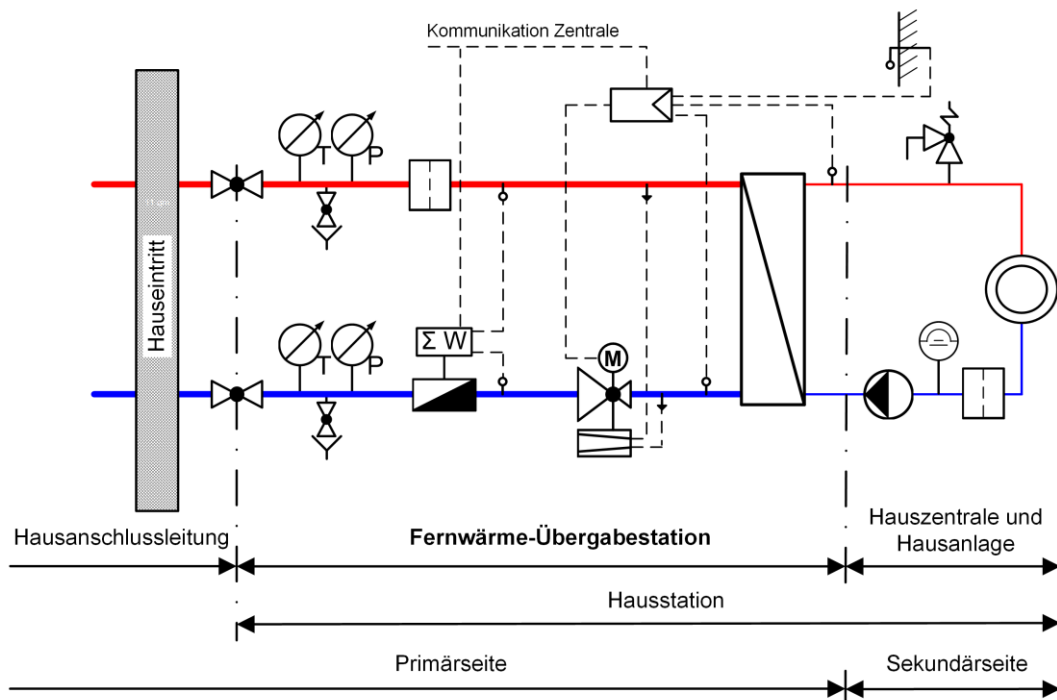 Kommunikation Zentrale
T
P
Hauseintritt
T
P
Σ W
M
Hausanschlussleitung
Fernwärme-Übergabestation
Hauszentrale und
Hausanlage
Hausstation
Primärseite
Sekundärseite